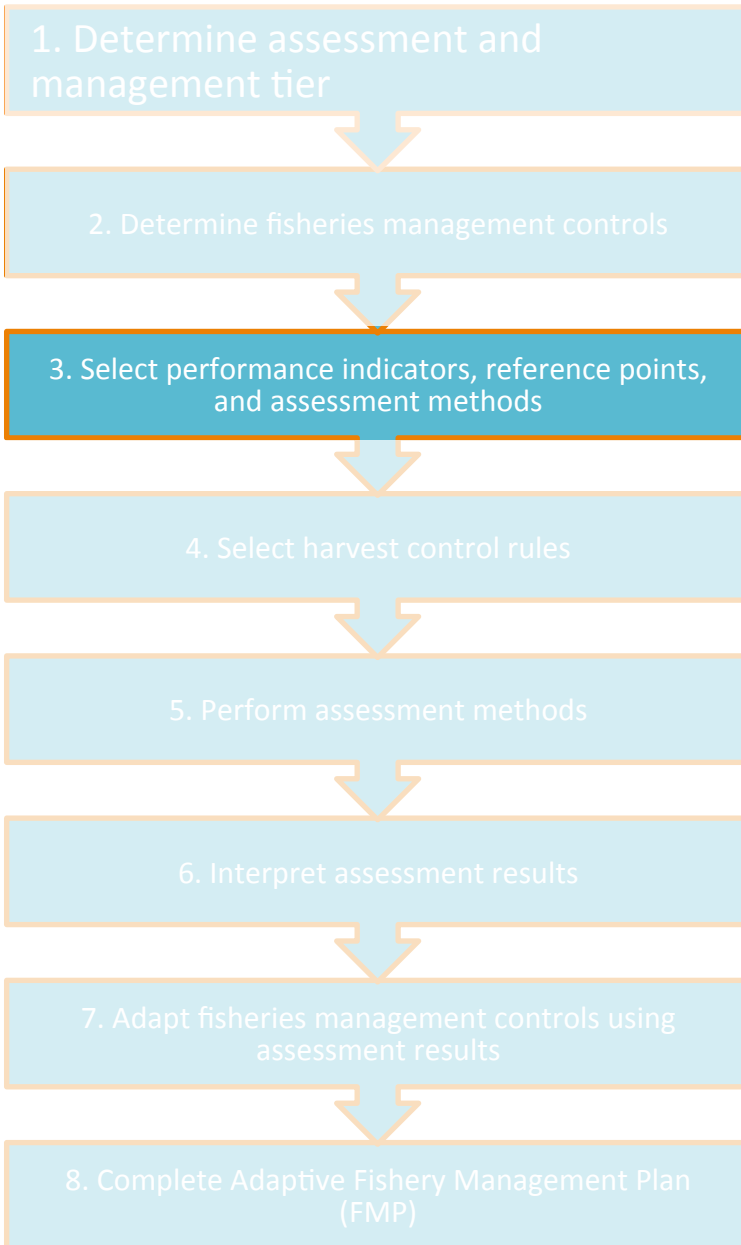 1. Determine assessment and
management tier
2. Determine fisheries management controls
3. Select performance indicators, reference points,
and assessment methods
4. Select harvest control rules
5. Perform assessment methods
6. Interpret assessment results
7. Adapt fisheries management controls using
assessment results
8. Complete Adaptive Fishery Management Plan
(FMP)